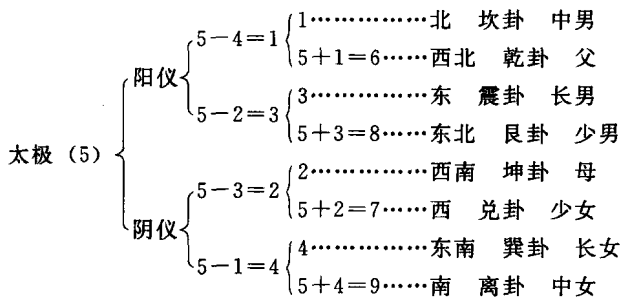 1……………北 坎卦 中男
5－4＝1
5＋1＝6……西北 乾卦 父
阳仪
3……………东 震卦 长男
5－2＝3
5＋3＝8……东北 艮卦 少男
太极（5）
2……………西南 坤卦 母
5－3＝2
5＋2＝7……西 兑卦 少女
阴仪
4……………东南 巽卦 长女
5－1＝4
5＋4＝9……南 离卦 中女